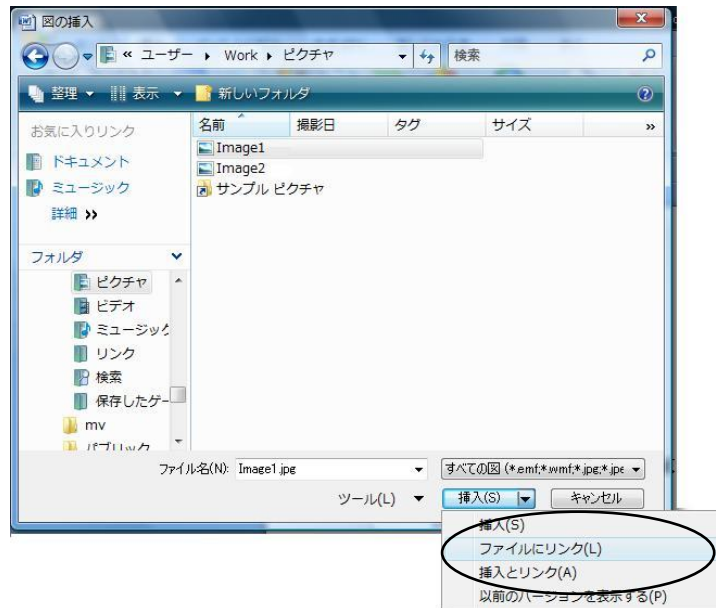 図の挿入
« ユーザー ▸ Work ▸ ピクチャ 検索
整理 表示 新しいフォルダ
お気に入りリンク
ドキュメント
ミュージック
詳細 »
フォルダ
ピクチャ
ビデオ
ミュージック
リンク
検索
保存したゲー
mv
パブリック
名前 撮影日 タグ サイズ »
Image1
Image2
サンプル ピクチャ
ファイル名(N): Image1.jpg すべての図 (*.emf;*.wmf;*.jpg;*.jpe
ツール(L) 挿入(S) キャンセル
挿入(S)
ファイルにリンク(L)
挿入とリンク(A)
以前のバージョンを表示する(P)